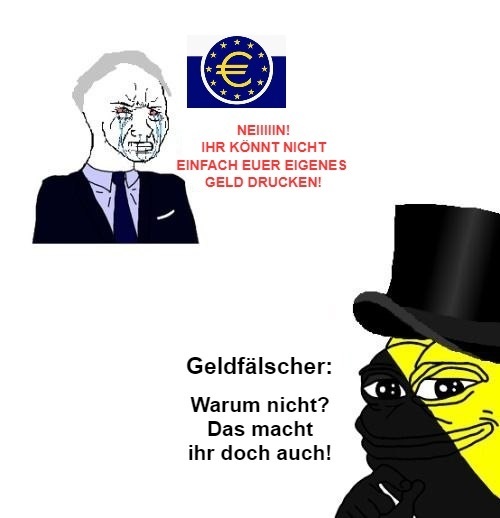 NEIIIIIN!
IHR KÖNNT NICHT
EINFACH EUER EIGENES
GELD DRUCKEN!
Geldfälscher:
Warum nicht?
Das macht
ihr doch auch!